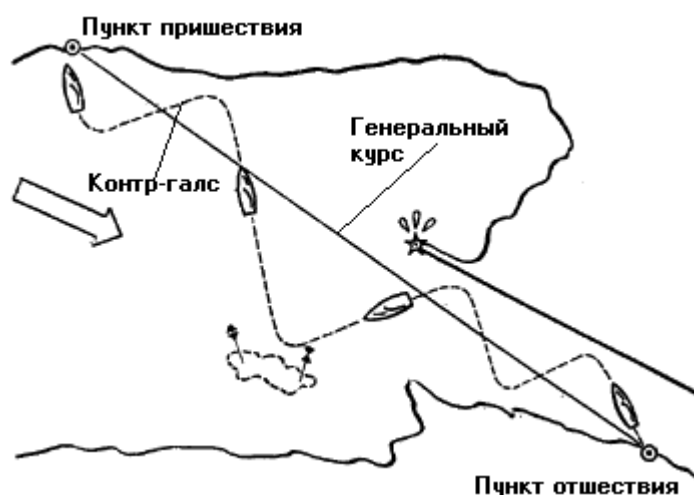 Пункт пришествия
Генеральный
курс
Контр-галс
Пункт отшествия